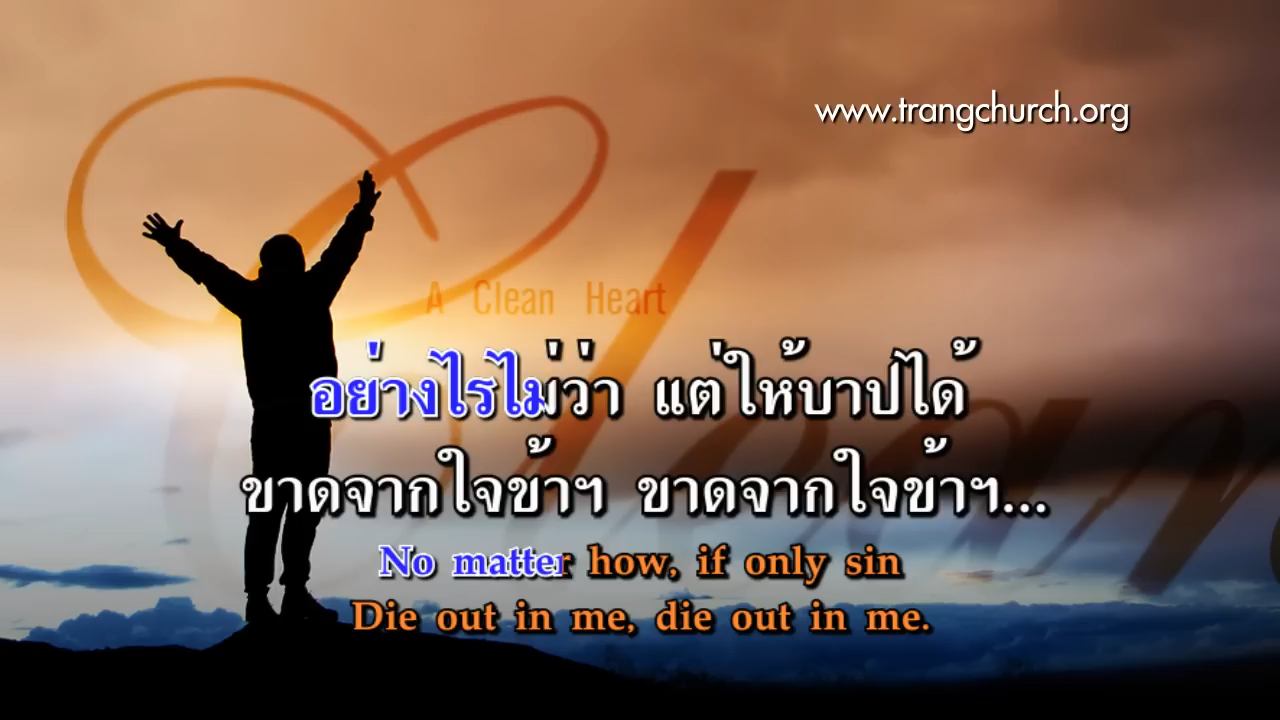 www.trangchurch.org
Clean
A Clean Heart
อย่างไรไม่ว่า แต่ให้บาปได้
ขาดจากใจข้าฯ ขาดจากใจข้าฯ...
No matter how, if only sin
Die out in me, die out in me.